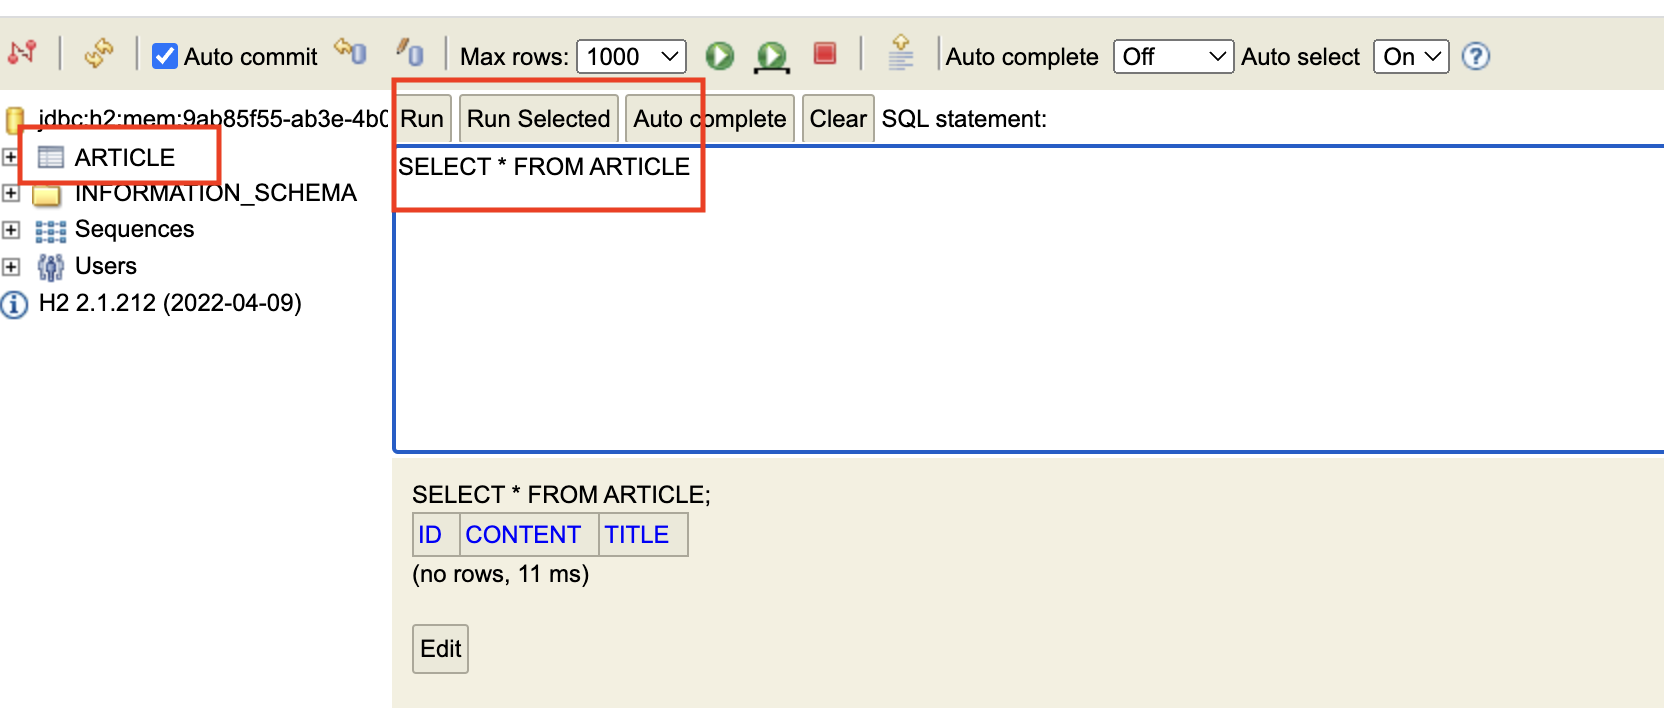 Auto commit Max rows: 1000 Auto complete Off Auto select On ?
jdbc:h2:mem:9ab85f55-ab3e-4b0 Run Run Selected Auto complete Clear SQL statement:
ARTICLE
INFORMATION_SCHEMA
Sequences
Users
H2 2.1.212 (2022-04-09)
SELECT * FROM ARTICLE
SELECT * FROM ARTICLE;
ID CONTENT TITLE
(no rows, 11 ms)
Edit